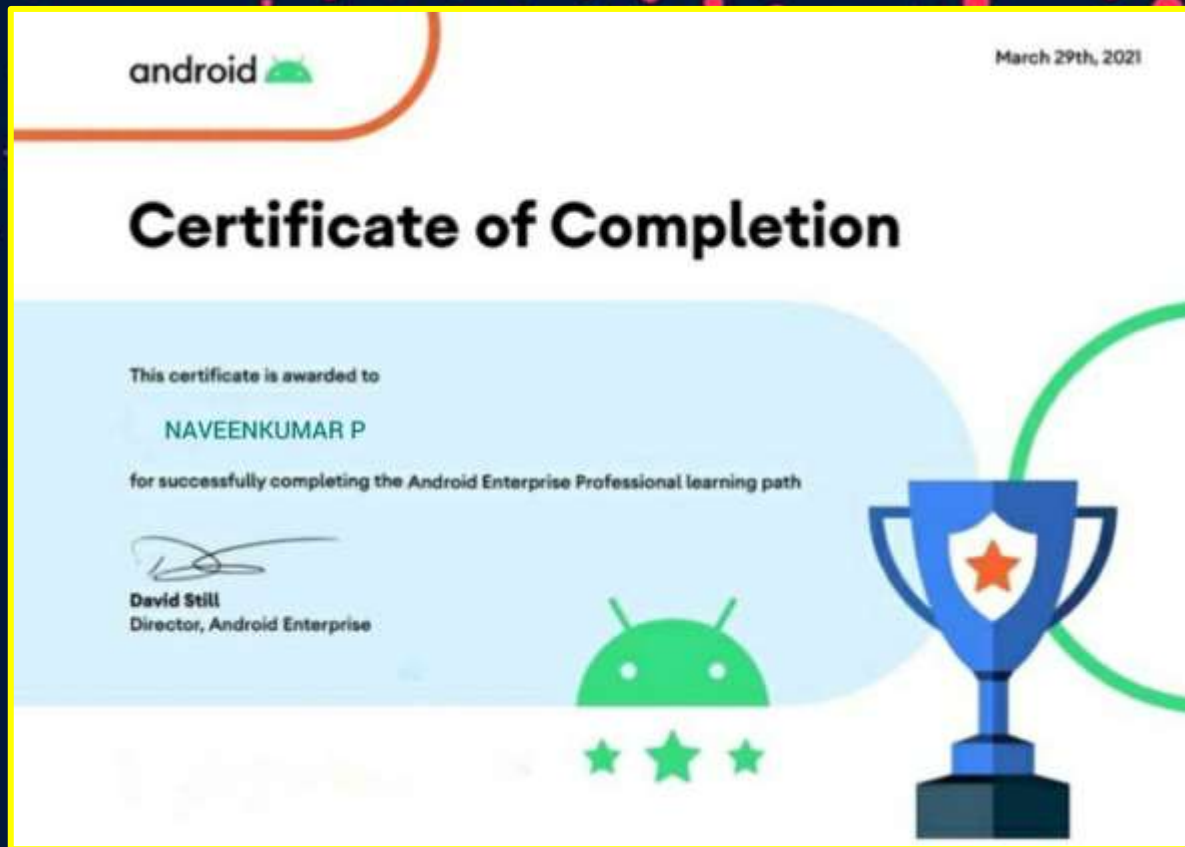 android
March 29th, 2021
Certificate of Completion
This certificate is awarded to
NAVEENKUMAR P
for successfully completing the Android Enterprise Professional learning path
David Still
Director, Android Enterprise